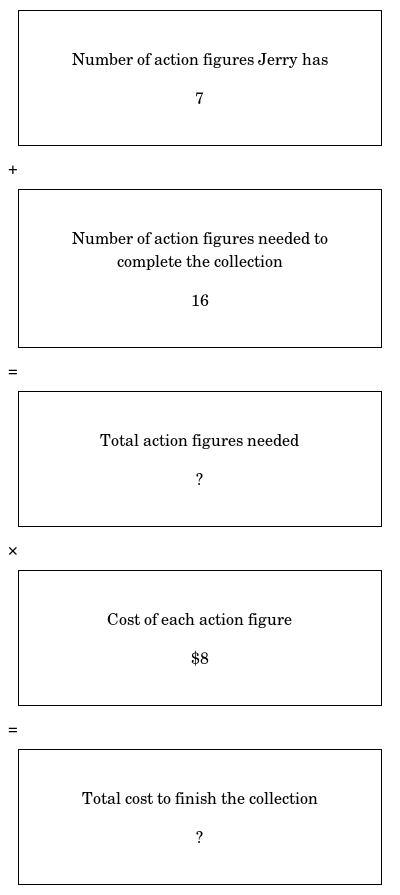 Number of action figures Jerry has
7
+
Number of action figures needed to
complete the collection
16
=
Total action figures needed
?
×
Cost of each action figure
$8
=
Total cost to finish the collection
?